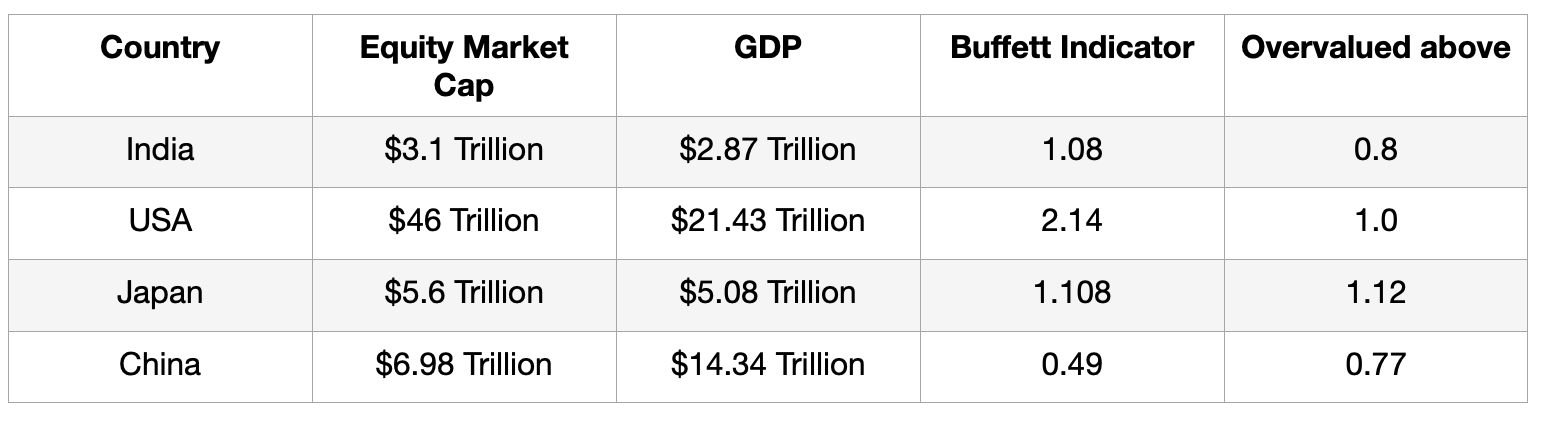 Country Equity Market Cap GDP Buffett Indicator Overvalued above
India $3.1 Trillion $2.87 Trillion 1.08 0.8
USA $46 Trillion $21.43 Trillion 2.14 1.0
Japan $5.6 Trillion $5.08 Trillion 1.108 1.12
China $6.98 Trillion $14.34 Trillion 0.49 0.77